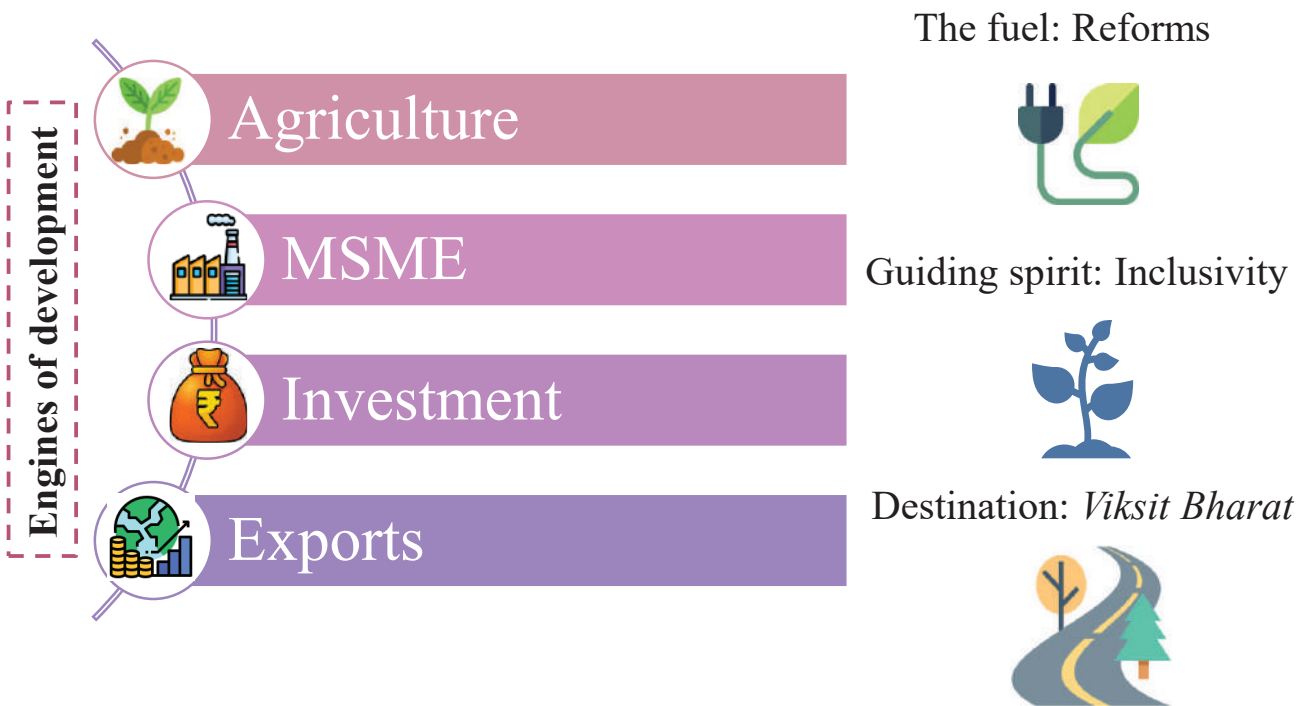 Engines of development
Agriculture
MSME
Investment
Exports
The fuel: Reforms
Guiding spirit: Inclusivity
Destination: Viksit Bharat
₹